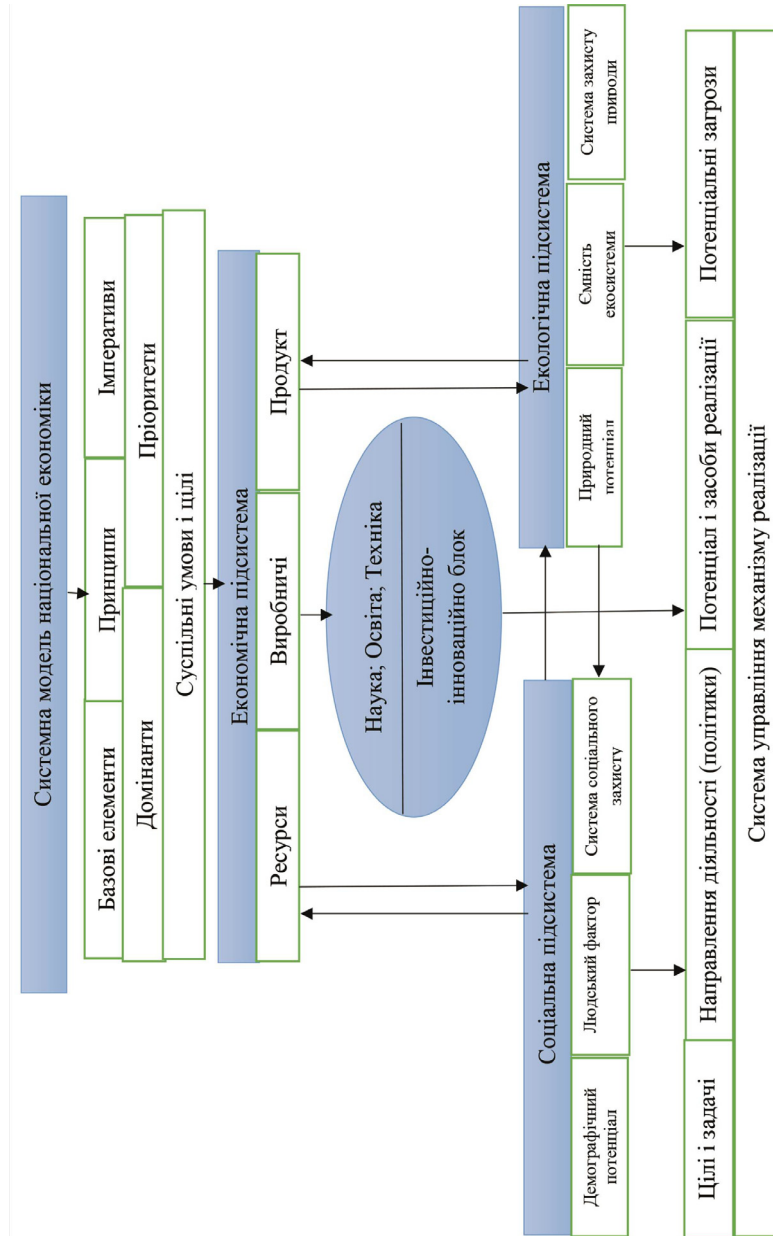 Системна модель національної економіки
Базові елементи
Принципи
Імперативи
Домінанти
Пріоритети
Суспільні умови і цілі
Економічна підсистема
Ресурси
Виробничі
Продукт
Наука; Освіта; Техніка
Інвестиційно-
інноваційно блок
Соціальна підсистема
Екологічна підсистема
Демографічний
потенціал
Людський фактор
Система соціального
захисту
Природний
потенціал
Ємність
екосистеми
Система захисту
природи
Цілі і задачі
Направлення діяльності (політики)
Потенціал і засоби реалізації
Потенціальні загрози
Система управління механізму реалізації